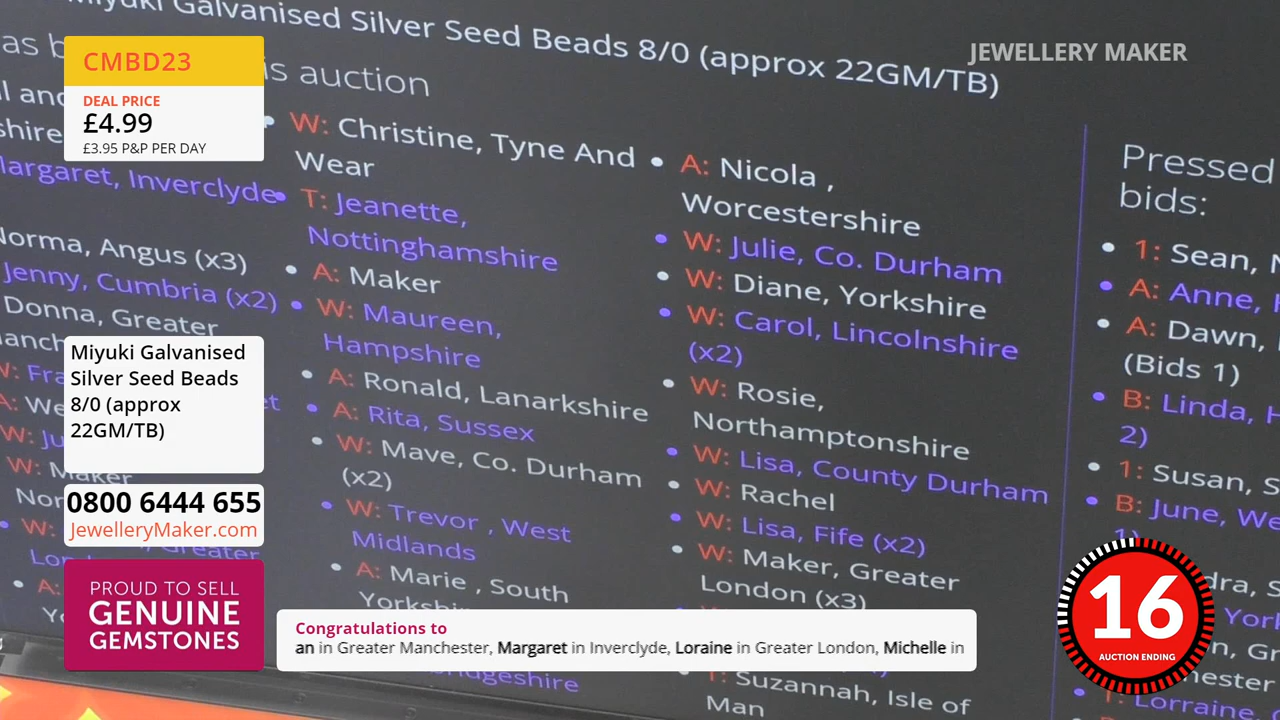 Miyuki Galvanised Silver Seed Beads 8/0 (approx 22GM/TB)
is auction
JEWELLERY MAKER
CMBD23
DEAL PRICE
£4.99
£3.95 P&P PER DAY
Margaret, Inverclyde
Norma, Angus (x3)
Jenny, Cumbria (x2)
Donna, Greater
W: Christine, Tyne And
Wear
T: Jeanette,
Nottinghamshire
A: Maker
W: Maureen,
Hampshire
A: Ronald, Lanarkshire
A: Rita, Sussex
W: Mave, Co. Durham
(x2)
W: Trevor , West
Midlands
A: Marie , South
A: Nicola ,
Worcestershire
W: Julie, Co. Durham
W: Diane, Yorkshire
W: Carol, Lincolnshire
(x2)
W: Rosie,
Northamptonshire
W: Lisa, County Durham
W: Rachel
W: Lisa, Fife (x2)
W: Maker, Greater
London (x3)
T: Suzannah, Isle of
Man
Pressed
bids:
1: Sean,
A: Anne,
A: Dawn,
(Bids 1)
B: Linda,
2)
1: Susan,
B: June,
Miyuki Galvanised
Silver Seed Beads
8/0 (approx
22GM/TB)
W: Maker
0800 6444 655
JewelleryMaker.com
PROUD TO SELL
GENUINE
GEMSTONES
Congratulations to
an in Greater Manchester, Margaret in Inverclyde, Loraine in Greater London, Michelle in
16
AUCTION ENDING